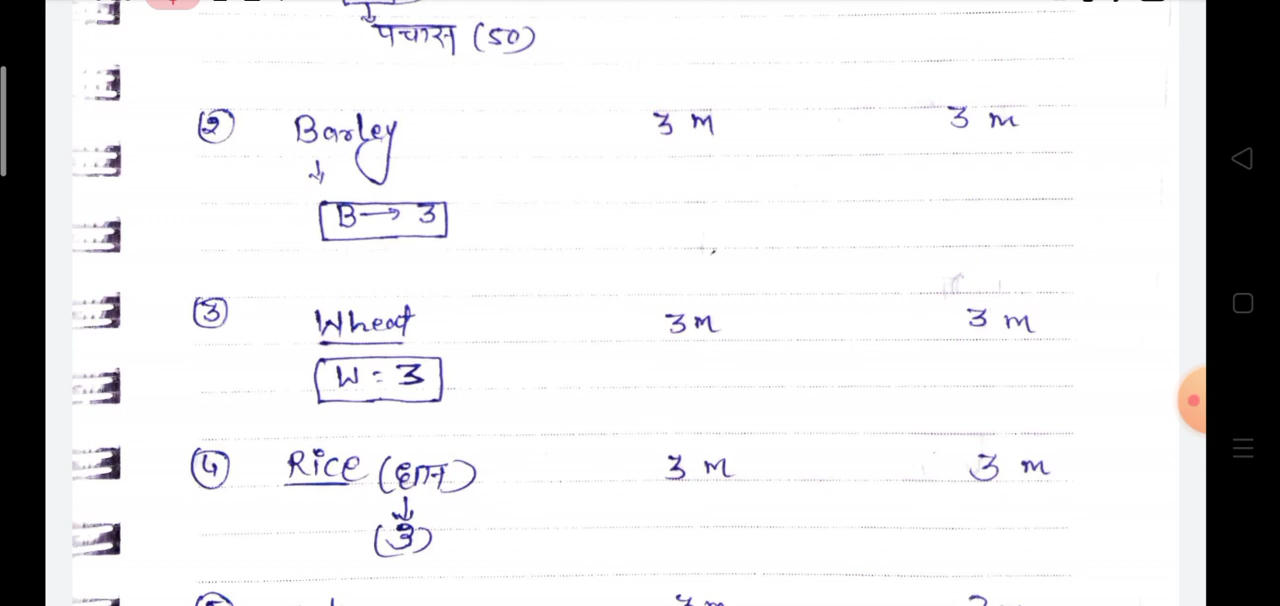 पचास (50)
(2) Barley 3 m 3 m
↓
B → 3
(3) Wheat 3 m 3 m
W = 3
(4) Rice (धान) 3 m 3 m
↓
(3)